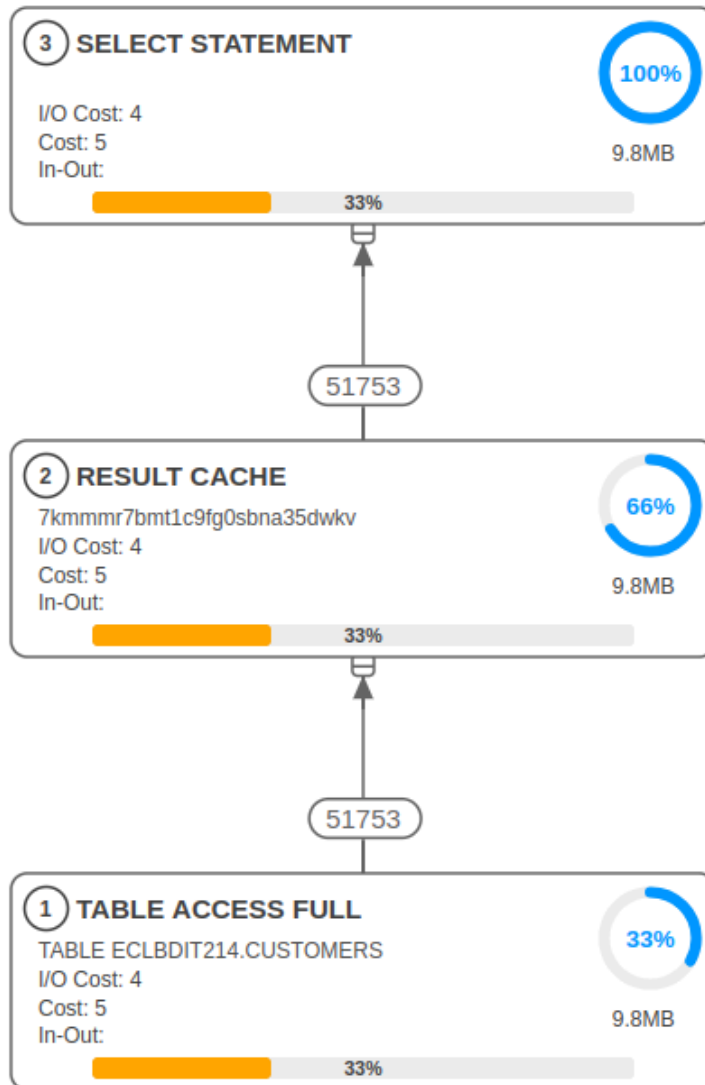 3 SELECT STATEMENT
100%
I/O Cost: 4
Cost: 5
9.8MB
In-Out:
33%
51753
2 RESULT CACHE
7kmmmr7bmt1c9fg0sbna35dwkv
66%
I/O Cost: 4
Cost: 5
9.8MB
In-Out:
33%
51753
1 TABLE ACCESS FULL
TABLE ECLBDIT214.CUSTOMERS
33%
I/O Cost: 4
Cost: 5
9.8MB
In-Out:
33%